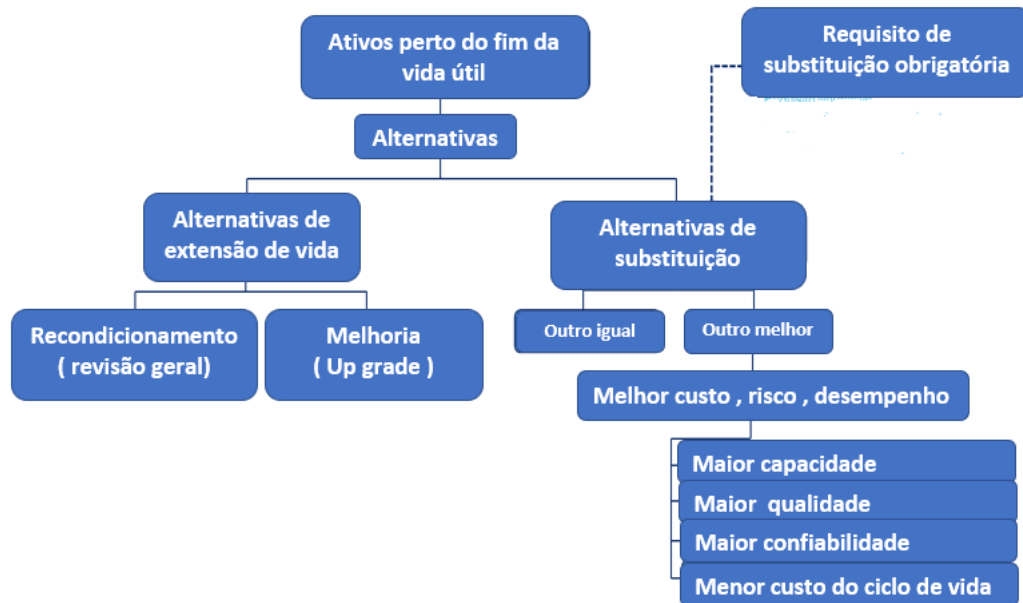 Ativos perto do fim da
vida útil
Requisito de
substituição obrigatória
Alternativas
Alternativas de
extensão de vida
Alternativas de
substituição
Recondicionamento
( revisão geral)
Melhoria
( Up grade )
Outro igual
Outro melhor
Melhor custo , risco , desempenho
Maior capacidade
Maior  qualidade
Maior confiabilidade
Menor custo do ciclo de vida